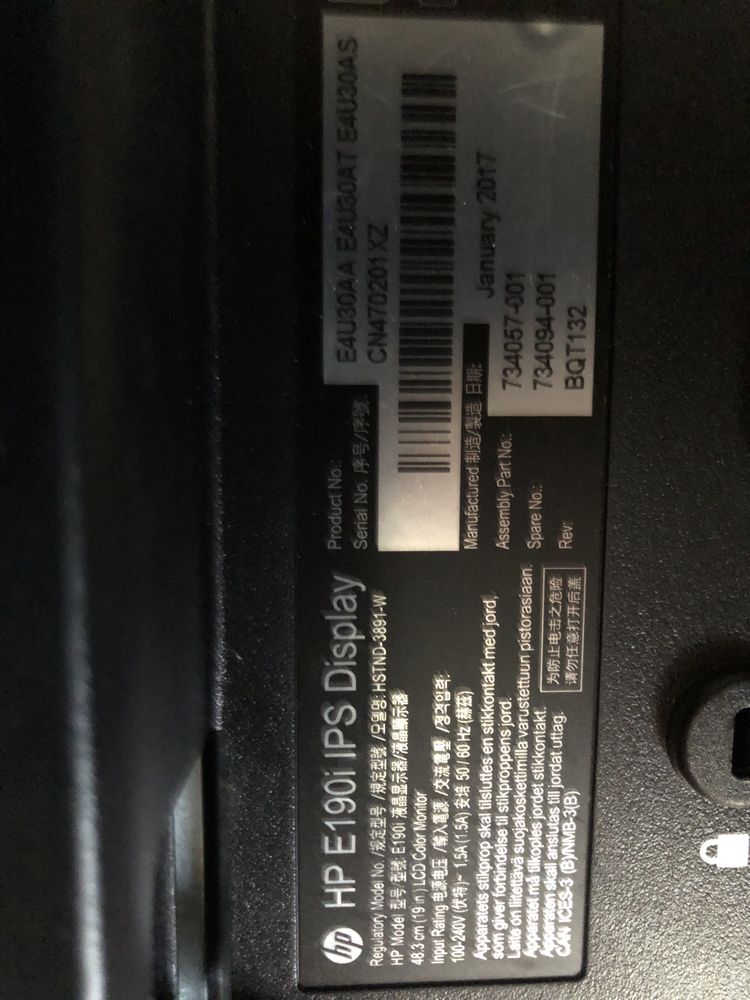 hp HP E190i IPS Display
Regulatory Model No. /规定型号 /規定型號 /모델명: HSTND-3891-W
HP Model 型号 型號: E190i 液晶显示器/液晶顯示器
48.3 cm (19 in.) LCD Color Monitor
Input Rating 电源电压 /輸入電源 /交流電壓 /정격입력:
100-240V (伏特)~ 1.5A (1.5A) 安培 50 / 60 Hz (赫兹)
Apparatets stikprop skal tilsluttes en stikkontakt med jord,
som giver forbindelse til stikproppens jord.
Laite on liitettävä suojakoskettimilla varustettuun pistorasiaan.
Apparatet må tilkoples jordet stikkontakt.
Apparaten skall anslutas till jordat uttag.
CAN ICES-3 (B)/NMB-3(B)
为防止电击之危险
请勿任意打开后盖
Product No.: E4U30AA E4U30AT E4U30AS
Serial No. 序号/序號: CN470201XZ
Manufactured 制造/製造 日期: January 2017
Assembly Part No.: 734057-001
Spare No.: 734094-001
Rev: BQT132